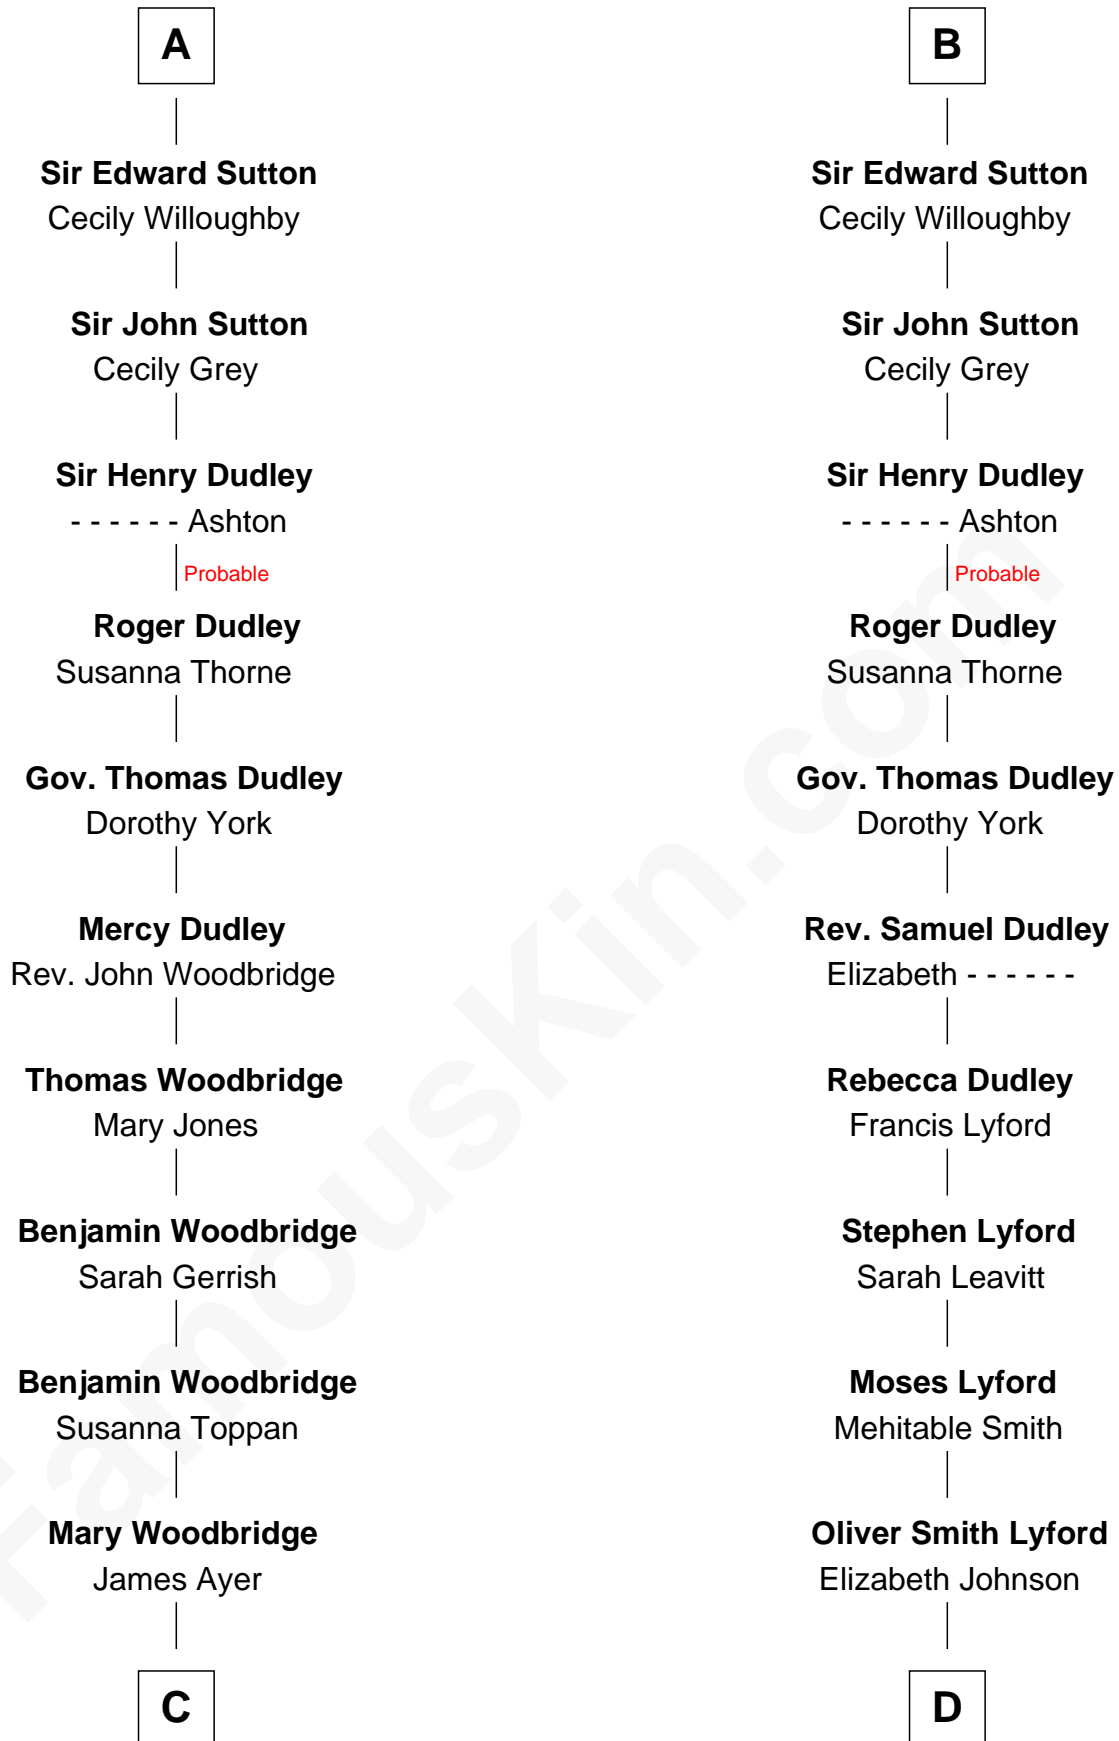 A
Sir Edward Sutton
Cecily Willoughby
Sir John Sutton
Cecily Grey
Sir Henry Dudley
- - - - - - Ashton
Probable
Roger Dudley
Susanna Thorne
Gov. Thomas Dudley
Dorothy York
Mercy Dudley
Rev. John Woodbridge
Thomas Woodbridge
Mary Jones
Benjamin Woodbridge
Sarah Gerrish
Benjamin Woodbridge
Susanna Toppan
Mary Woodbridge
James Ayer
C
B
Sir Edward Sutton
Cecily Willoughby
Sir John Sutton
Cecily Grey
Sir Henry Dudley
- - - - - - Ashton
Probable
Roger Dudley
Susanna Thorne
Gov. Thomas Dudley
Dorothy York
Rev. Samuel Dudley
Elizabeth - - - - - -
Rebecca Dudley
Francis Lyford
Stephen Lyford
Sarah Leavitt
Moses Lyford
Mehitable Smith
Oliver Smith Lyford
Elizabeth Johnson
D
FamousKin.com